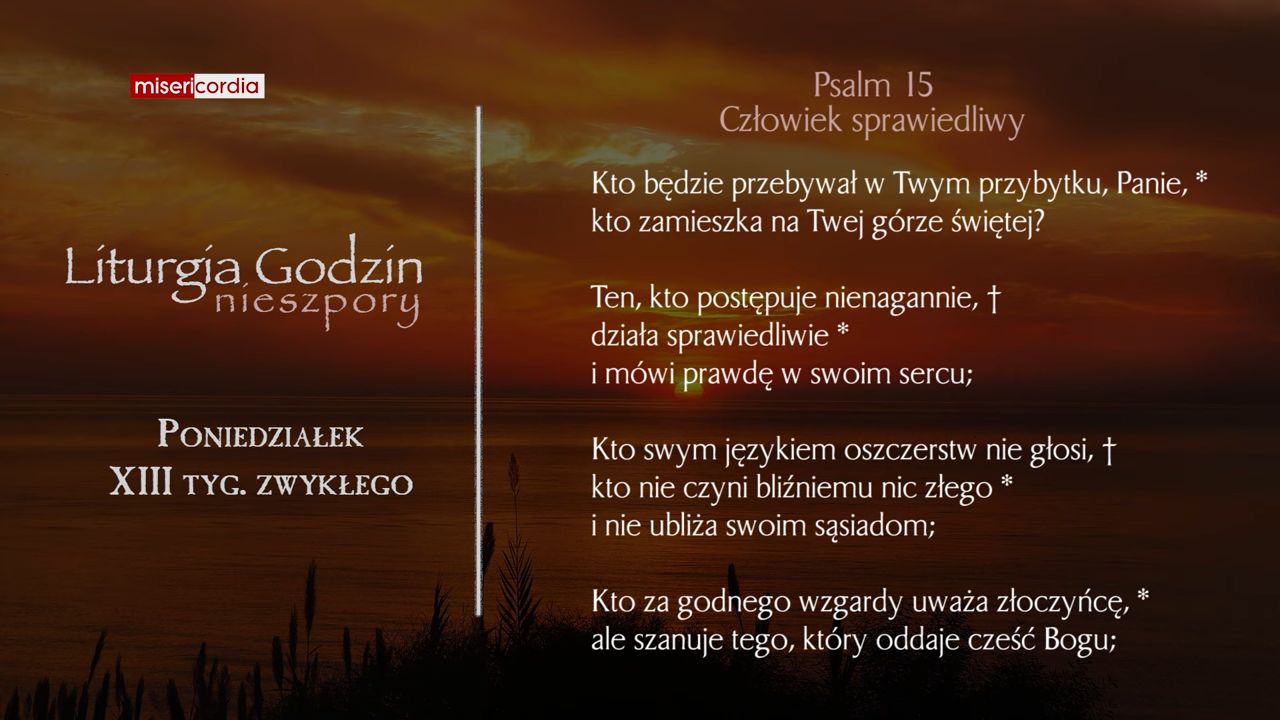 misericordia
Liturgia Godzin
nieszpory
Poniedziałek
XIII tyg. zwykłego
Psalm 15
Człowiek sprawiedliwy
Kto będzie przebywał w Twym przybytku, Panie, *
kto zamieszka na Twej górze świętej?
Ten, kto postępuje nienagannie, †
działa sprawiedliwie *
i mówi prawdę w swoim sercu;
Kto swym językiem oszczerstw nie głosi, †
kto nie czyni bliźniemu nic złego *
i nie ubliża swoim sąsiadom;
Kto za godnego wzgardy uważa złoczyńcę, *
ale szanuje tego, który oddaje cześć Bogu;